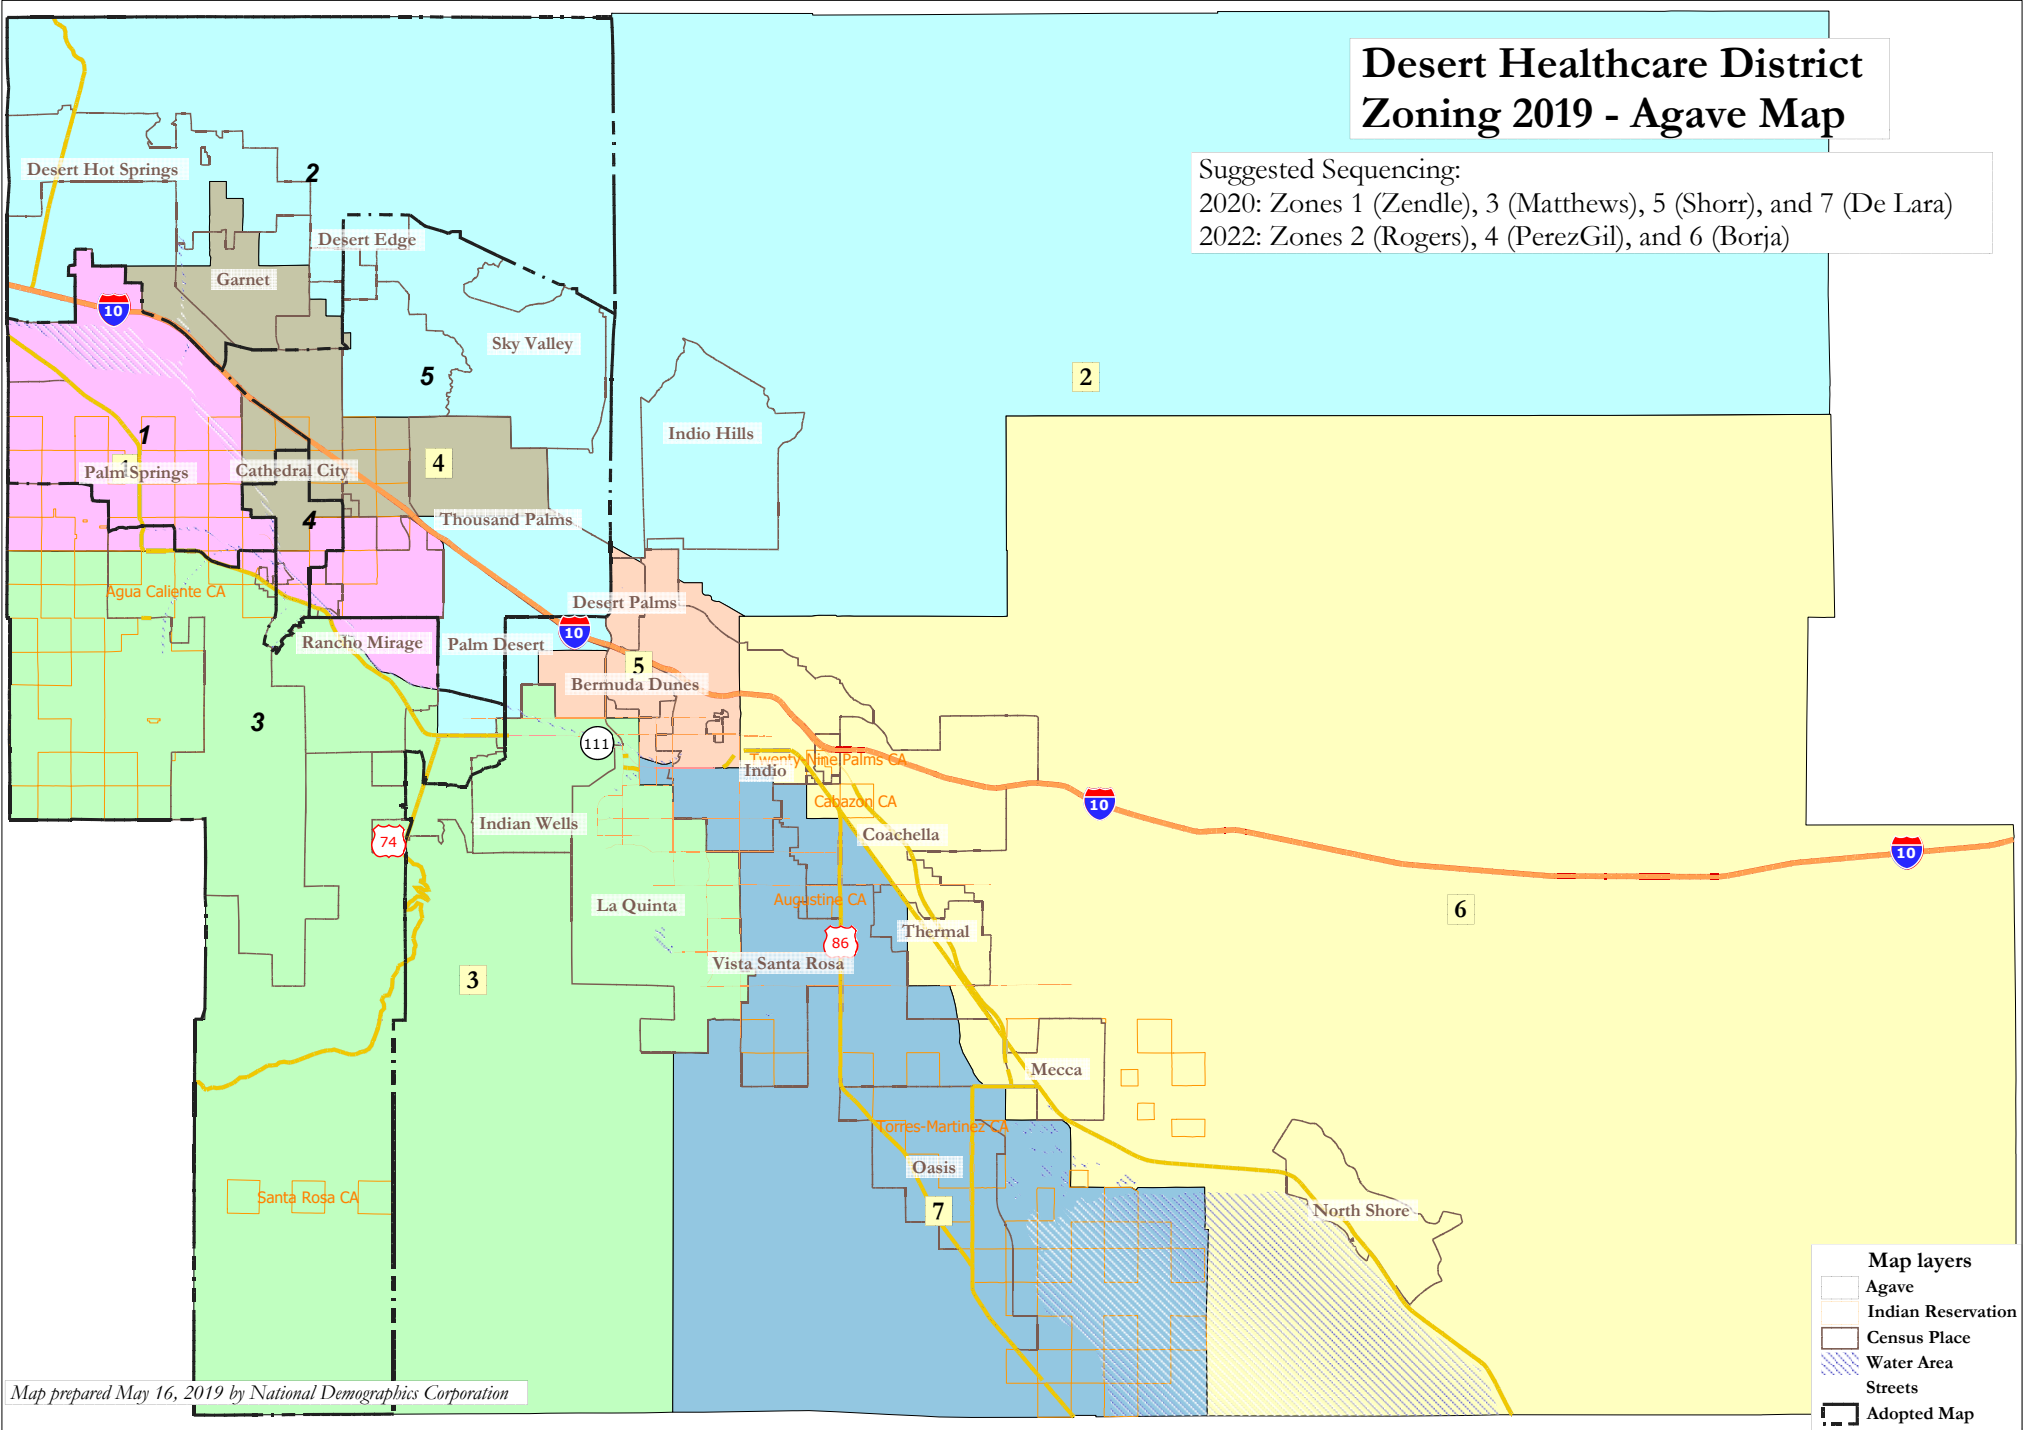 Desert Healthcare District
Zoning 2019 - Agave Map
Suggested Sequencing:
2020: Zones 1 (Zendle), 3 (Matthews), 5 (Shorr), and 7 (De Lara)
2022: Zones 2 (Rogers), 4 (PerezGil), and 6 (Borja)
Desert Hot Springs
2
Desert Edge
Garnet
10
Sky Valley
5
2
Indio Hills
1
Palm Springs
Cathedral City
4
4
Thousand Palms
Agua Caliente CA
Desert Palms
10
Rancho Mirage
Palm Desert
5
Bermuda Dunes
3
111
Twenty-Nine Palms CA
Indio
Cabazon CA
10
Coachella
Indian Wells
74
10
La Quinta
Augustine CA
6
Thermal
86
Vista Santa Rosa
3
Mecca
Torres-Martinez CA
Oasis
Santa Rosa CA
7
North Shore
Map layers
Agave
Indian Reservation
Census Place
Water Area
Streets
Adopted Map
Map prepared May 16, 2019 by National Demographics Corporation